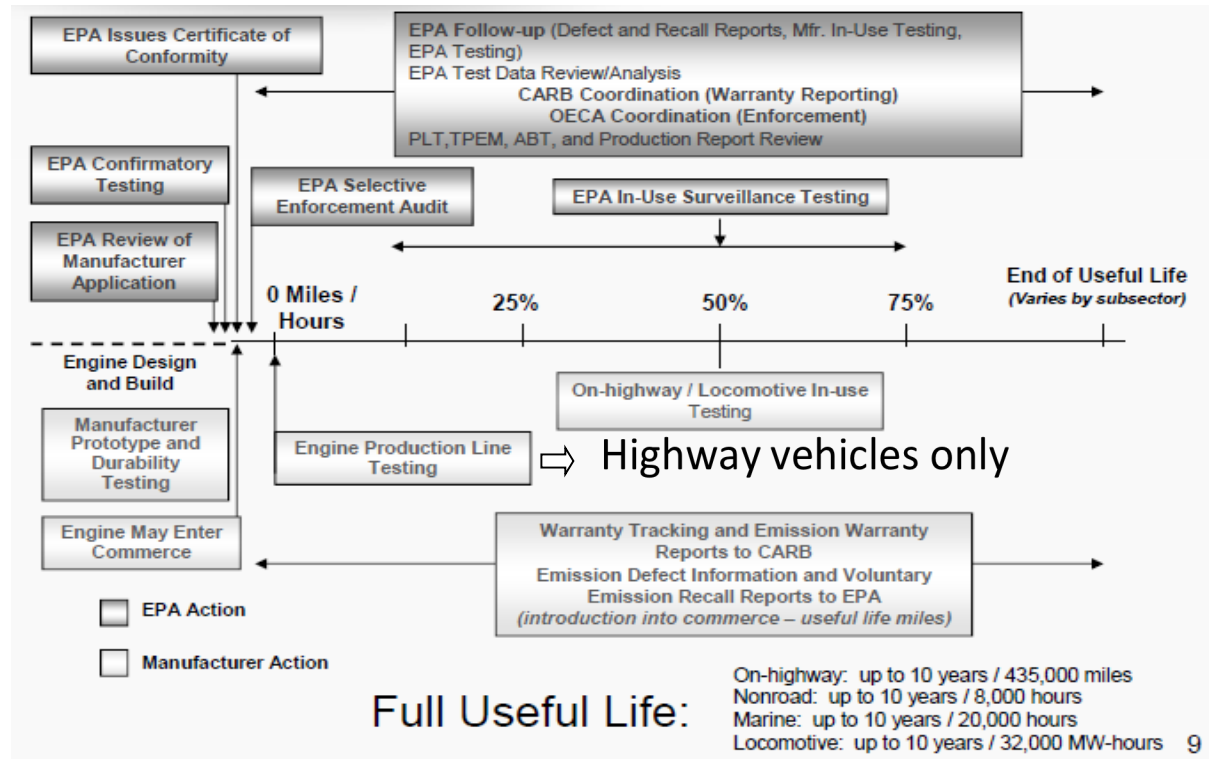 EPA Issues Certificate of
Conformity
EPA Follow-up (Defect and Recall Reports, Mfr. In-Use Testing,
EPA Testing)
EPA Test Data Review/Analysis
CARB Coordination (Warranty Reporting)
OECA Coordination (Enforcement)
PLT,TPEM, ABT, and Production Report Review
EPA Confirmatory
Testing
EPA Selective
Enforcement Audit
EPA In-Use Surveillance Testing
EPA Review of
Manufacturer
Application
0 Miles /
Hours
25%
50%
75%
End of Useful Life
(Varies by subsector)
Engine Design
and Build
Manufacturer
Prototype and
Durability
Testing
Engine Production Line
Testing
On-highway / Locomotive In-use
Testing
⇨ Highway vehicles only
Engine May Enter
Commerce
Warranty Tracking and Emission Warranty
Reports to CARB
Emission Defect Information and Voluntary
Emission Recall Reports to EPA
(introduction into commerce – useful life miles)
EPA Action
Manufacturer Action
Full Useful Life:
On-highway: up to 10 years / 435,000 miles
Nonroad: up to 10 years / 8,000 hours
Marine: up to 10 years / 20,000 hours
Locomotive: up to 10 years / 32,000 MW-hours
9